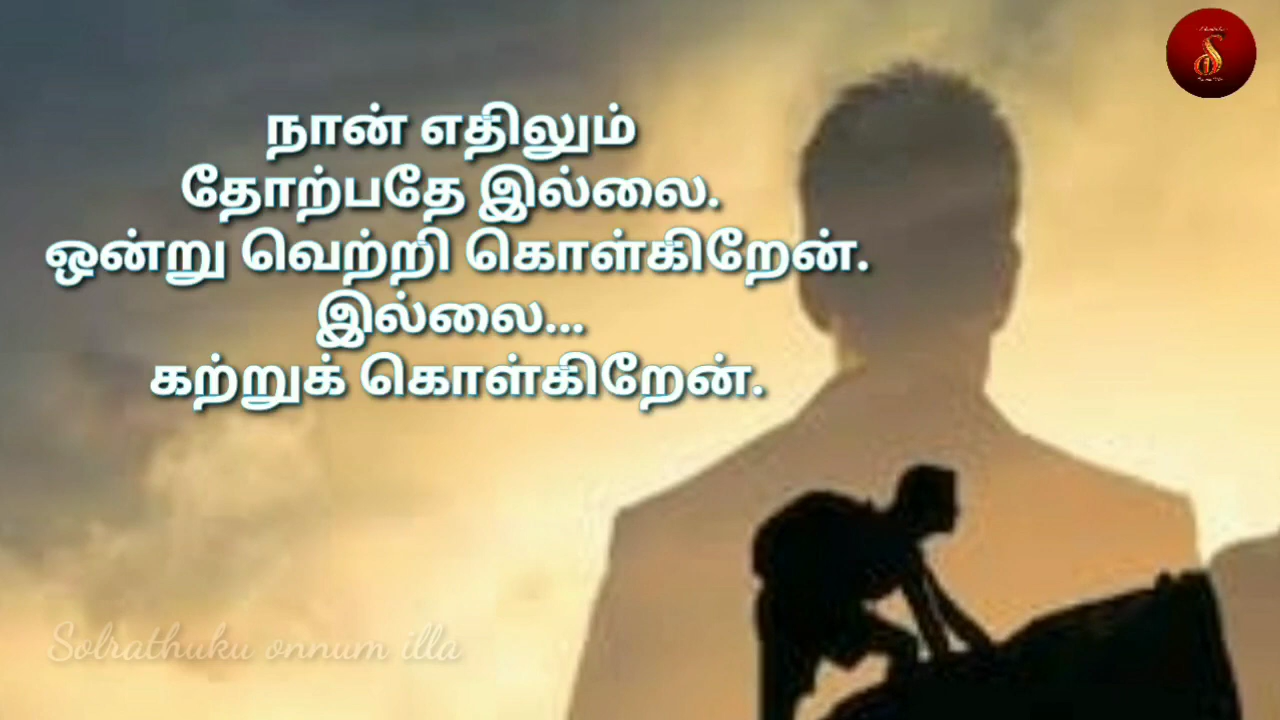 நான் எதிலும்
தோற்பதே இல்லை.
ஒன்று வெற்றி கொள்கிறேன்.
இல்லை...
கற்றுக் கொள்கிறேன்.
Solrathuku onnum illa